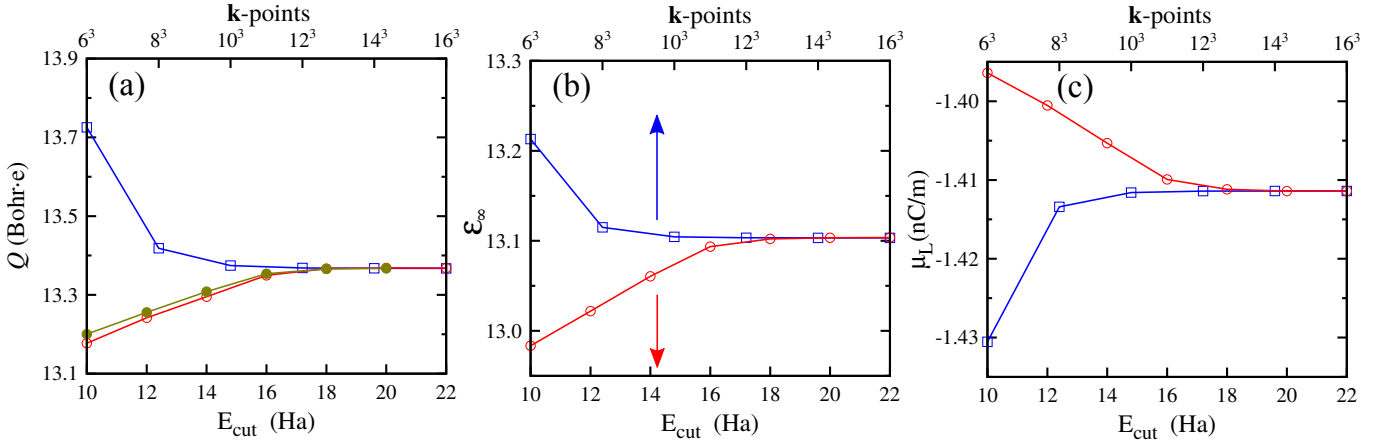 k-points
6³ 8³ 10³ 12³ 14³ 16³
(a)
13.9
13.7
13.5
13.3
13.1
Q (Bohr·e)
10 12 14 16 18 20 22
E_cut (Ha)
k-points
6³ 8³ 10³ 12³ 14³ 16³
(b)
13.3
13.2
13.1
13.0
ε∞
10 12 14 16 18 20 22
E_cut (Ha)
k-points
6³ 8³ 10³ 12³ 14³ 16³
(c)
-1.40
-1.41
-1.42
-1.43
μ_L (nC/m)
10 12 14 16 18 20 22
E_cut (Ha)